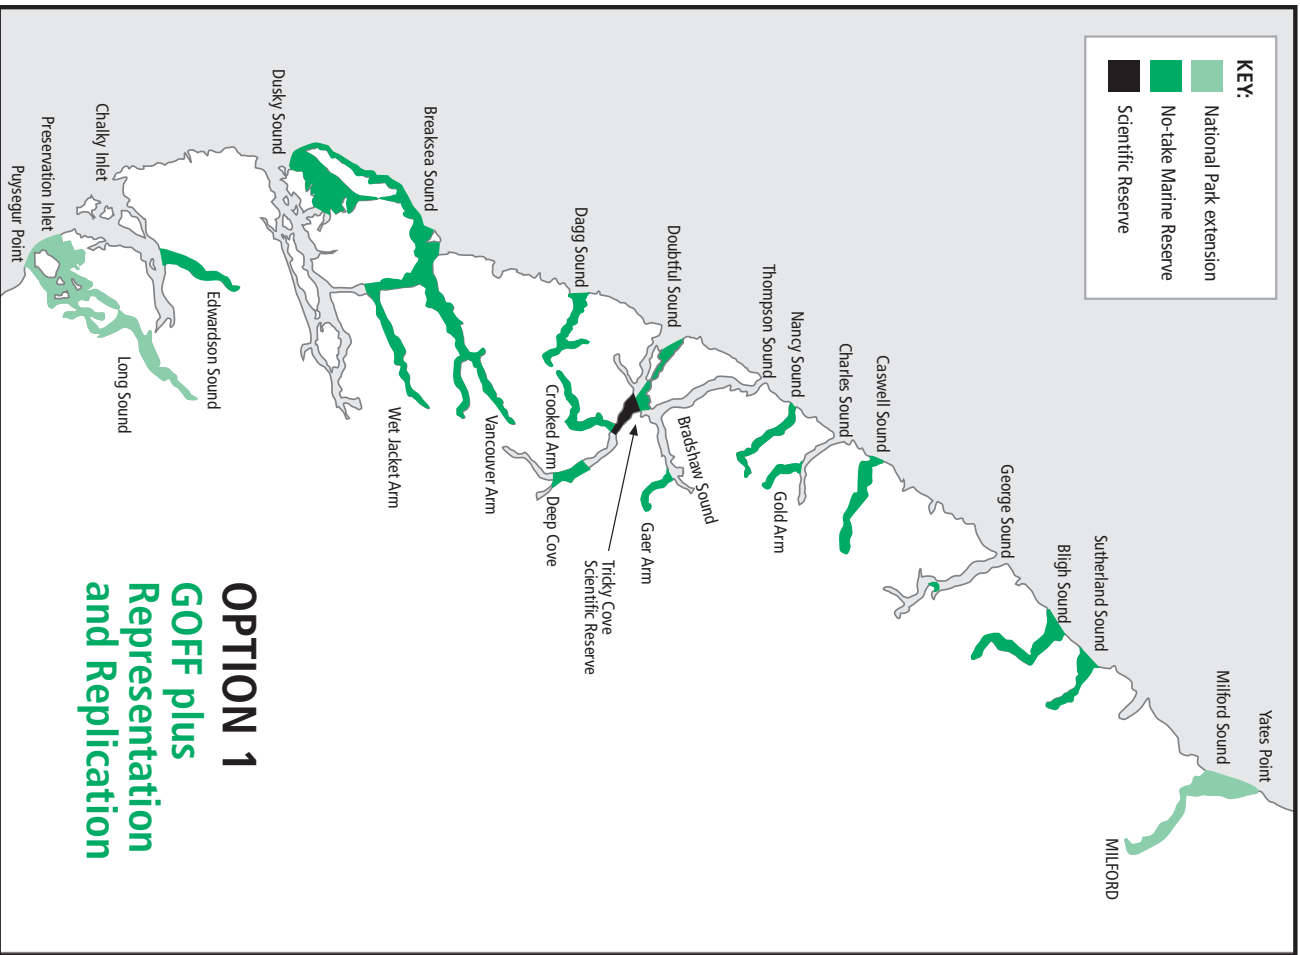 KEY:
National Park extension
No-take Marine Reserve
Scientific Reserve
Yates Point
Milford Sound
MILFORD
Sutherland Sound
Bligh Sound
George Sound
Caswell Sound
Charles Sound
Gold Arm
Nancy Sound
Thompson Sound
Bradshaw Sound
Gaer Arm
Doubtful Sound
Tricky Cove
Scientific Reserve
Deep Cove
Crooked Arm
Dagg Sound
Vancouver Arm
Breaksea Sound
Wet Jacket Arm
Dusky Sound
Edwardson Sound
Long Sound
Chalky Inlet
Preservation Inlet
Puysegur Point
OPTION 1
GOFF plus
Representation
and Replication